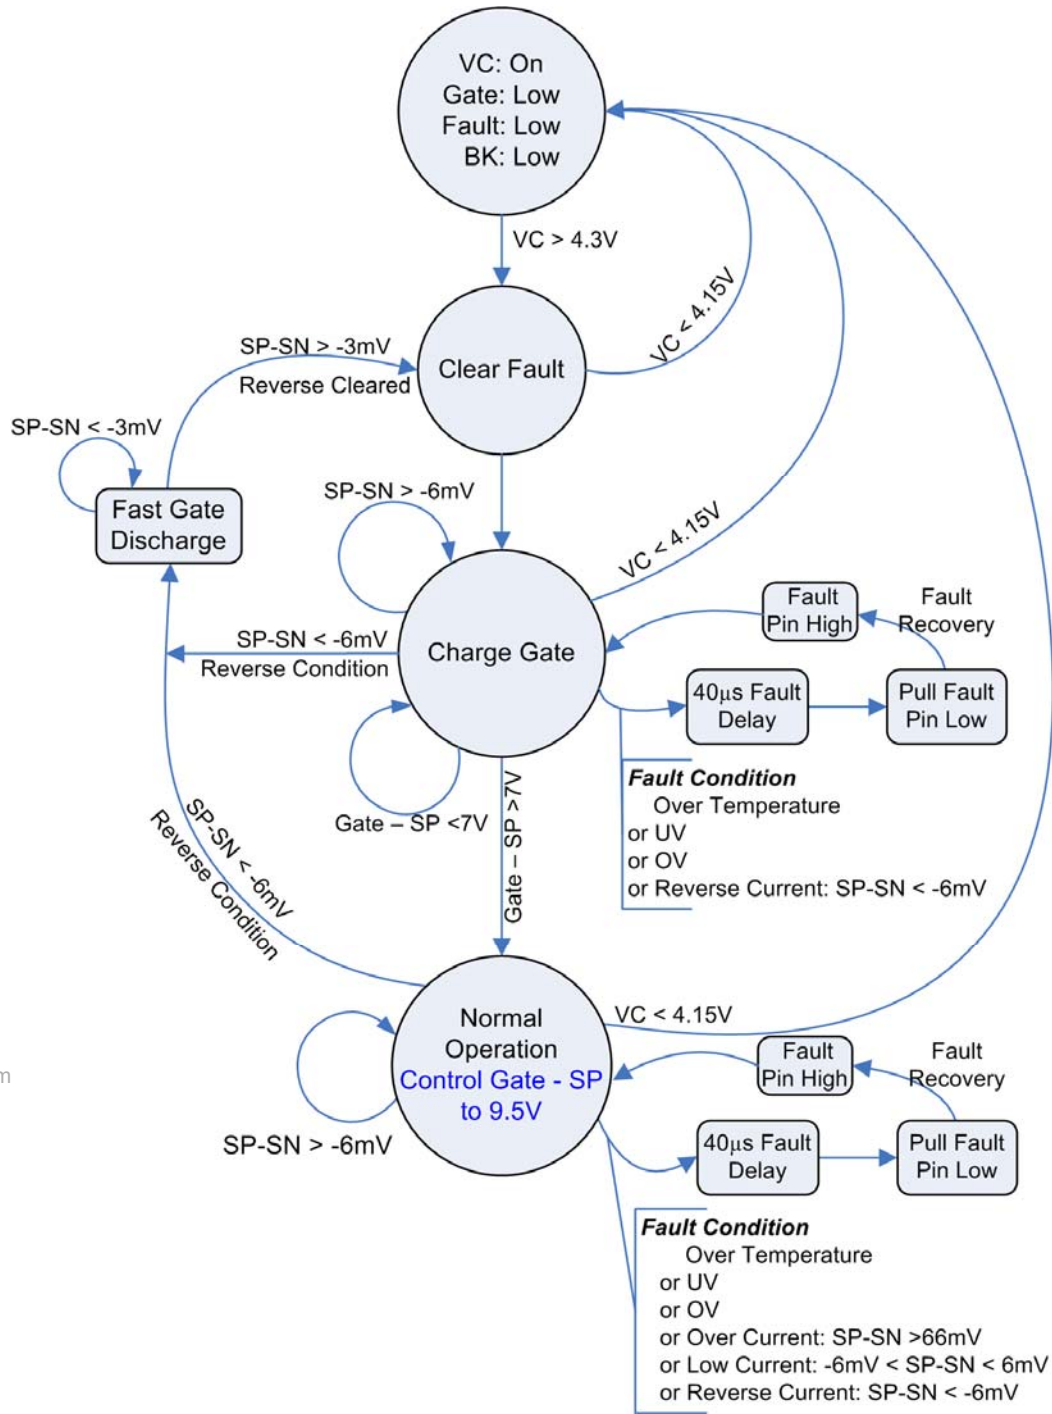 VC: On
Gate: Low
Fault: Low
BK: Low
VC > 4.3V
VC < 4.15V
SP-SN > -3mV
Reverse Cleared
Clear Fault
SP-SN < -3mV
Fast Gate
Discharge
SP-SN > -6mV
VC < 4.15V
SP-SN < -6mV
Reverse Condition
Charge Gate
Fault
Pin High
Fault
Recovery
40µs Fault
Delay
Pull Fault
Pin Low
Gate – SP <7V
Gate – SP >7V
Fault Condition
Over Temperature
or UV
or OV
or Reverse Current: SP-SN < -6mV
SP-SN < -6mV
Reverse Condition
Normal
Operation
Control Gate - SP
to 9.5V
VC < 4.15V
SP-SN > -6mV
Fault
Pin High
Fault
Recovery
40µs Fault
Delay
Pull Fault
Pin Low
Fault Condition
Over Temperature
or UV
or OV
or Over Current: SP-SN >66mV
or Low Current: -6mV < SP-SN < 6mV
or Reverse Current: SP-SN < -6mV
m